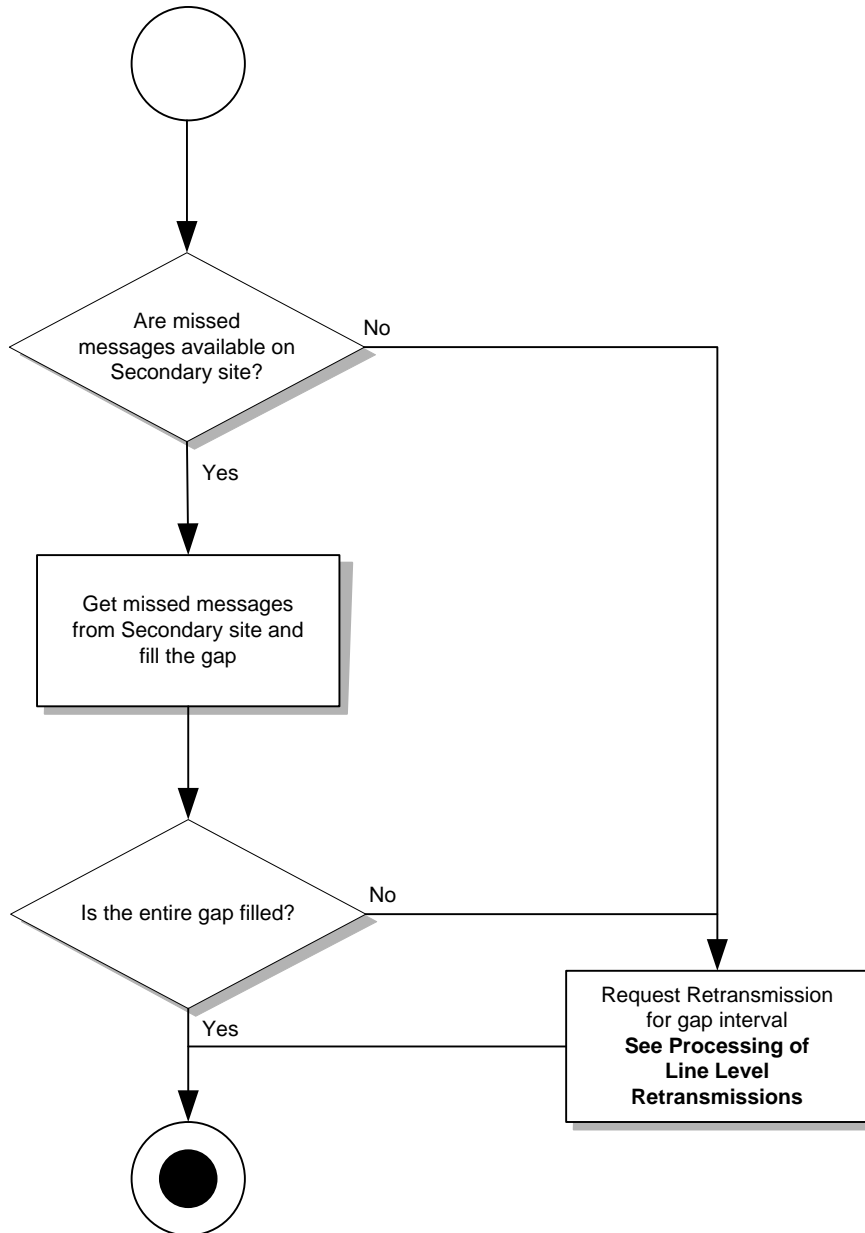 Are missed
messages available on
Secondary site?
No
Yes
Get missed messages
from Secondary site and
fill the gap
Is the entire gap filled?
No
Yes
Request Retransmission
for gap interval
See Processing of
Line Level
Retransmissions